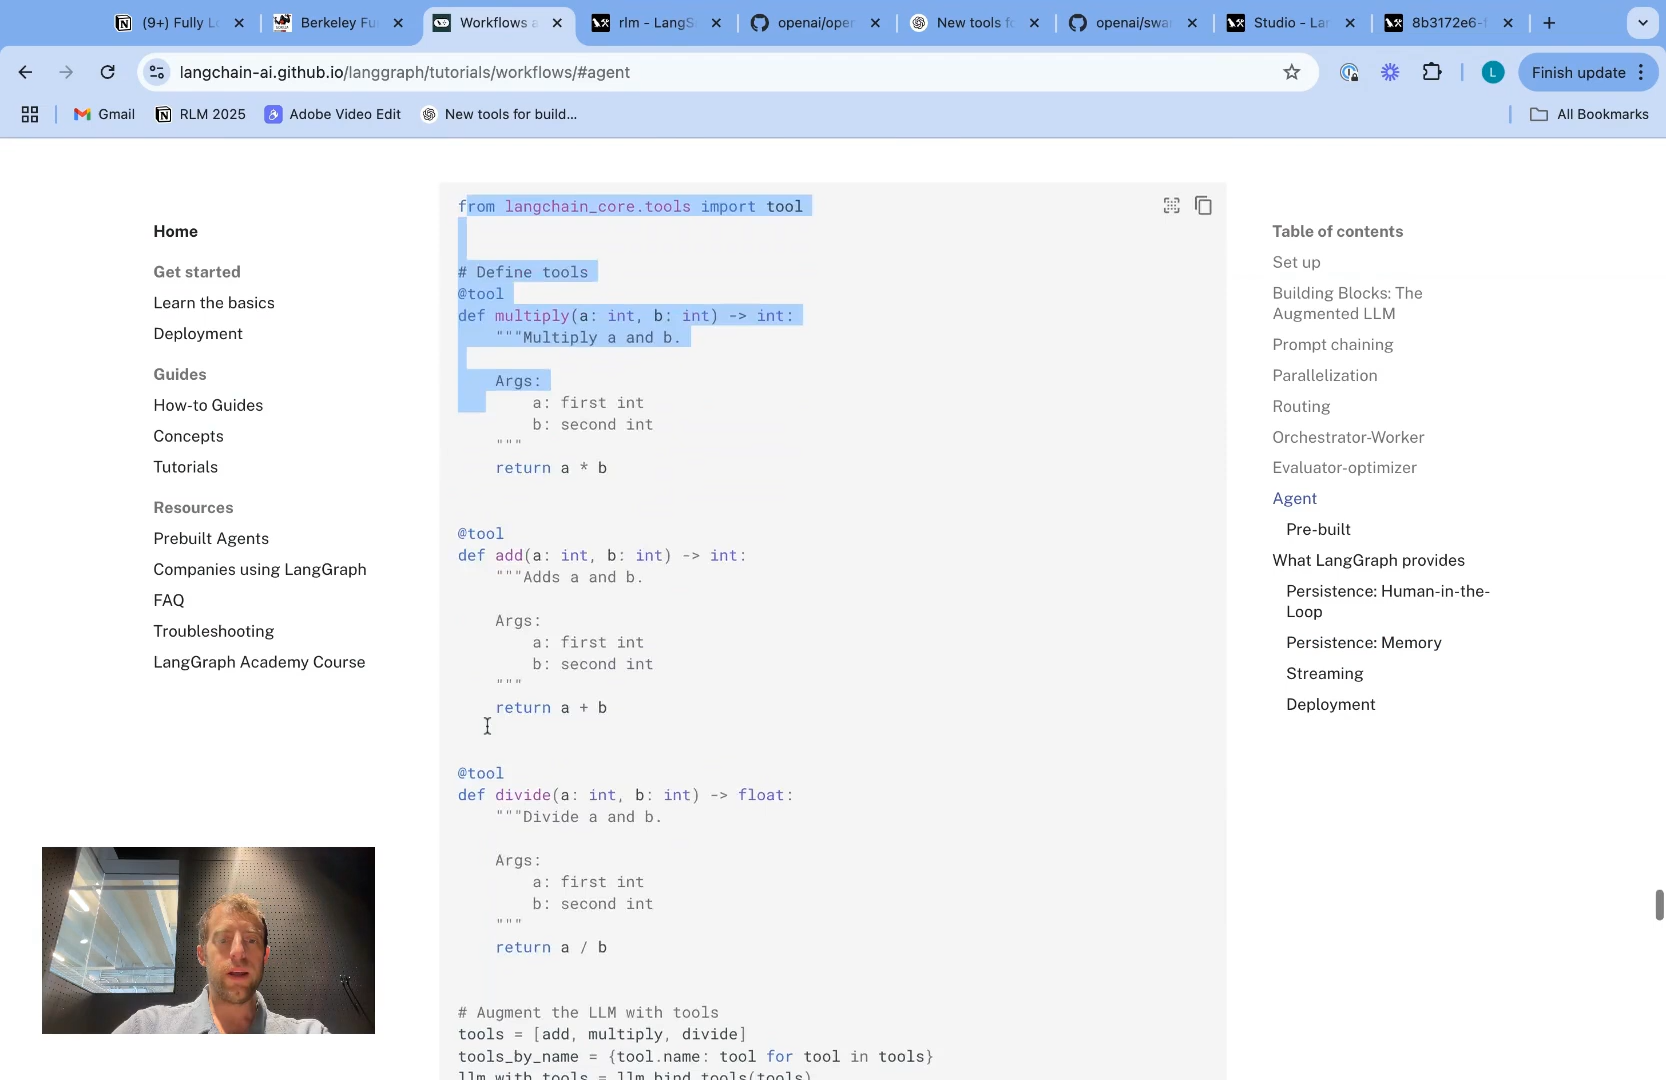 (9+) Fully Lo
Berkeley Fu
Workflows a
rlm - LangS
openai/oper
New tools fo
openai/swa
Studio - Lan
8b3172e6-f
langchain-ai.github.io/langgraph/tutorials/workflows/#agent
L
Finish update
Gmail
RLM 2025
Adobe Video Edit
New tools for build...
All Bookmarks
Home
Get started
Learn the basics
Deployment
Guides
How-to Guides
Concepts
Tutorials
Resources
Prebuilt Agents
Companies using LangGraph
FAQ
Troubleshooting
LangGraph Academy Course
from langchain_core.tools import tool
# Define tools
@tool
def multiply(a: int, b: int) -> int:
"""Multiply a and b.
Args:
a: first int
b: second int
"""
return a * b
@tool
def add(a: int, b: int) -> int:
"""Adds a and b.
Args:
a: first int
b: second int
"""
return a + b
@tool
def divide(a: int, b: int) -> float:
"""Divide a and b.
Args:
a: first int
b: second int
"""
return a / b
# Augment the LLM with tools
tools = [add, multiply, divide]
tools_by_name = {tool.name: tool for tool in tools}
llm_with_tools = llm.bind_tools(tools)
Table of contents
Set up
Building Blocks: The
Augmented LLM
Prompt chaining
Parallelization
Routing
Orchestrator-Worker
Evaluator-optimizer
Agent
Pre-built
What LangGraph provides
Persistence: Human-in-the-
Loop
Persistence: Memory
Streaming
Deployment